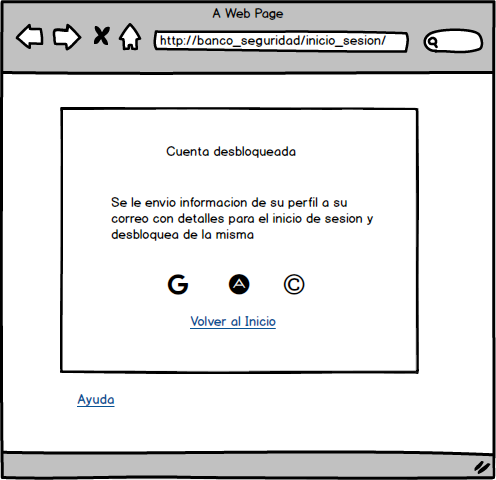 A Web Page
http://banco_seguridad/inicio_sesion/
Cuenta desbloqueada
Se le envio informacion de su perfil a su
correo con detalles para el inicio de sesion y
desbloquea de la misma
G A ©
Volver al Inicio
Ayuda